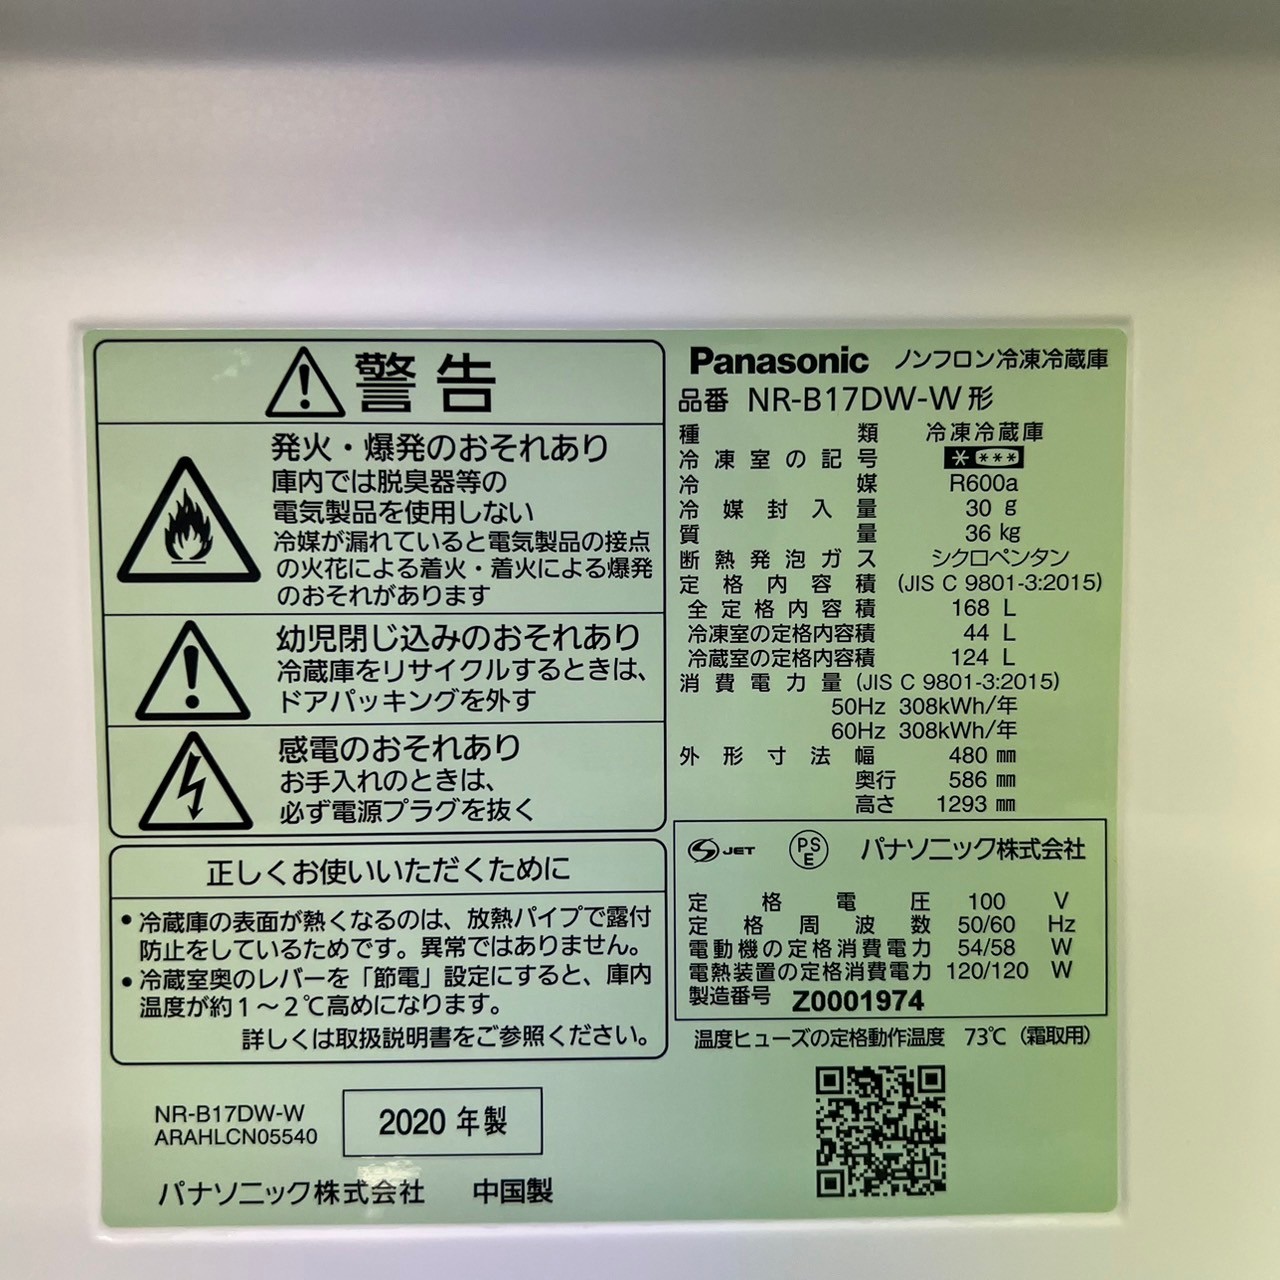 警告
発火・爆発のおそれあり
庫内では脱臭器等の
電気製品を使用しない
冷媒が漏れていると電気製品の接点
の火花による着火・着火による爆発
のおそれがあります
幼児閉じ込みのおそれあり
冷蔵庫をリサイクルするときは、
ドアパッキングを外す
感電のおそれあり
お手入れのときは、
必ず電源プラグを抜く
正しくお使いいただくために
•冷蔵庫の表面が熱くなるのは、放熱パイプで露付
防止をしているためです。異常ではありません。
•冷蔵室奥のレバーを「節電」設定にすると、庫内
温度が約1～2℃高めになります。
詳しくは取扱説明書をご参照ください。
NR-B17DW-W
ARAHLCN05540
2020 年製
パナソニック株式会社 中国製
Panasonic ノンフロン冷凍冷蔵庫
品番 NR-B17DW-W形
種類 冷凍冷蔵庫
冷凍室の記号 * ***
冷媒 R600a
冷媒封入量 30 g
質量 36 kg
断熱発泡ガス シクロペンタン
定格内容積 (JIS C 9801-3:2015)
全定格内容積 168 L
冷凍室の定格内容積 44 L
冷蔵室の定格内容積 124 L
消費電力量 (JIS C 9801-3:2015)
50Hz 308kWh/年
60Hz 308kWh/年
外形寸法 幅 480 mm
奥行 586 mm
高さ 1293 mm
JET PSE パナソニック株式会社
定格電圧 100 V
定格周波数 50/60 Hz
電動機の定格消費電力 54/58 W
電熱装置の定格消費電力 120/120 W
製造番号 Z0001974
温度ヒューズの定格動作温度 73℃(霜取用)